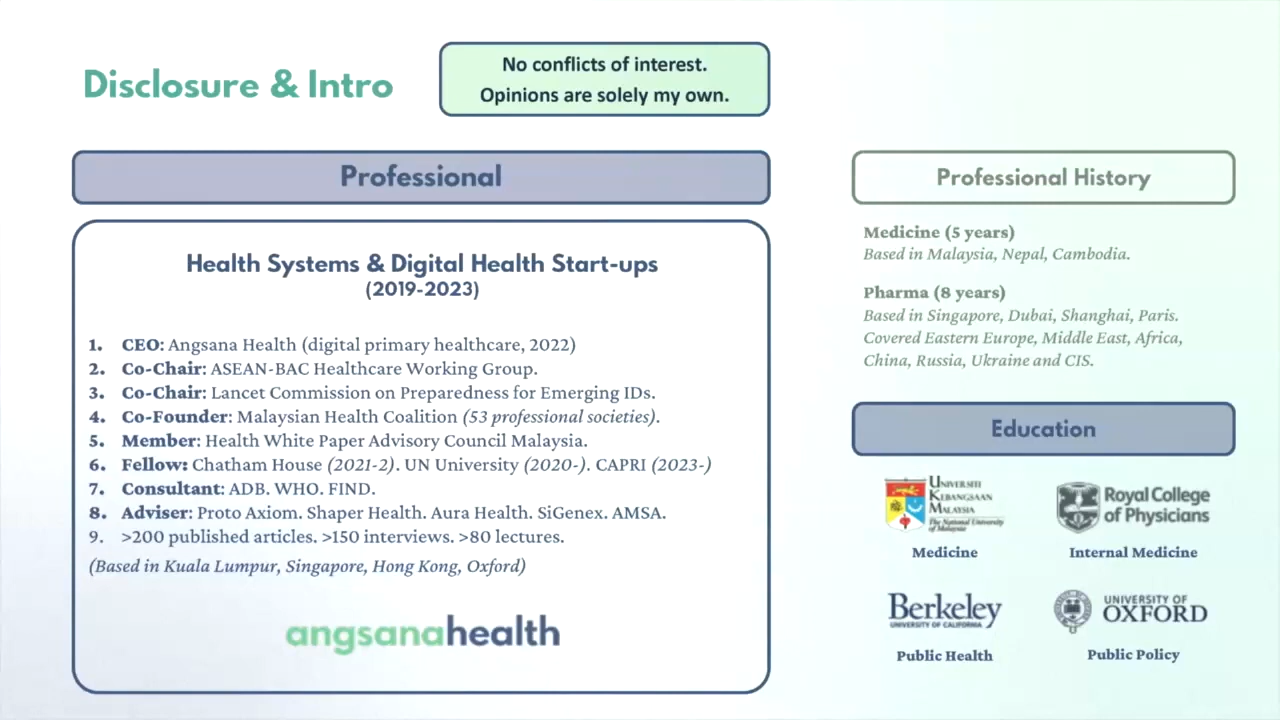 Disclosure & Intro
No conflicts of interest.
Opinions are solely my own.
Professional
Health Systems & Digital Health Start-ups
(2019-2023)
1. CEO: Angsana Health (digital primary healthcare, 2022)
2. Co-Chair: ASEAN-BAC Healthcare Working Group.
3. Co-Chair: Lancet Commission on Preparedness for Emerging IDs.
4. Co-Founder: Malaysian Health Coalition (53 professional societies).
5. Member: Health White Paper Advisory Council Malaysia.
6. Fellow: Chatham House (2021-2). UN University (2020-). CAPRI (2023-)
7. Consultant: ADB. WHO. FIND.
8. Adviser: Proto Axiom. Shaper Health. Aura Health. SiGenex. AMSA.
9. >200 published articles. >150 interviews. >80 lectures.
(Based in Kuala Lumpur, Singapore, Hong Kong, Oxford)
angsanahealth
Professional History
Medicine (5 years)
Based in Malaysia, Nepal, Cambodia.
Pharma (8 years)
Based in Singapore, Dubai, Shanghai, Paris.
Covered Eastern Europe, Middle East, Africa,
China, Russia, Ukraine and CIS.
Education
UNIVERSITI
KEBANGSAAN
MALAYSIA
The National University
of Malaysia
Medicine
Royal College
of Physicians
Internal Medicine
Berkeley
UNIVERSITY OF CALIFORNIA
Public Health
UNIVERSITY OF
OXFORD
Public Policy